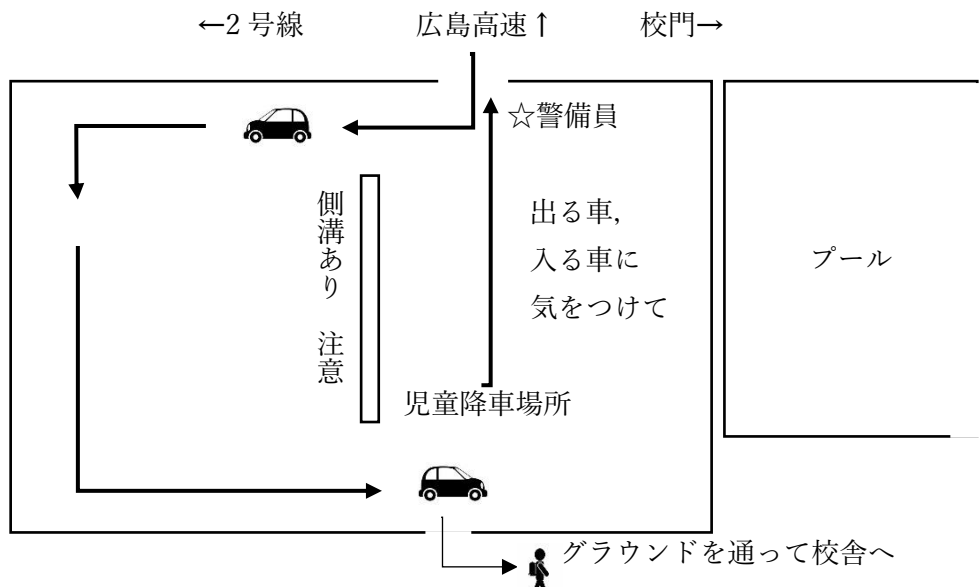 ←2 号線
広島高速↑
校門→
☆警備員
側溝あり 注意
出る車,
入る車に
気をつけて
プール
児童降車場所
グラウンドを通って校舎へ